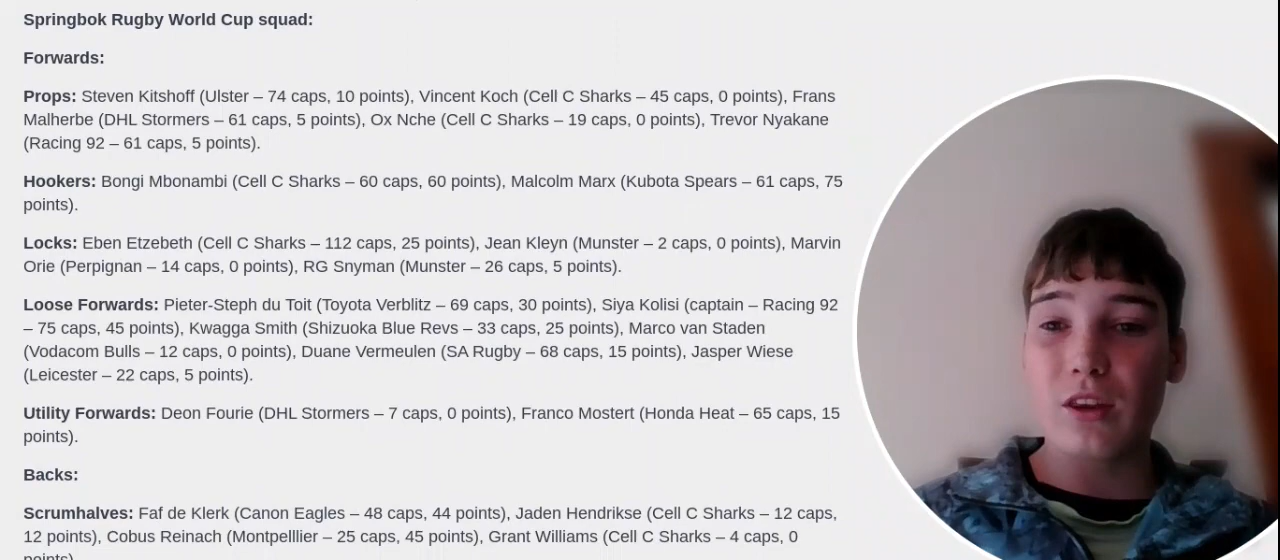 Springbok Rugby World Cup squad:
Forwards:
Props: Steven Kitshoff (Ulster – 74 caps, 10 points), Vincent Koch (Cell C Sharks – 45 caps, 0 points), Frans
Malherbe (DHL Stormers – 61 caps, 5 points), Ox Nche (Cell C Sharks – 19 caps, 0 points), Trevor Nyakane
(Racing 92 – 61 caps, 5 points).
Hookers: Bongi Mbonambi (Cell C Sharks – 60 caps, 60 points), Malcolm Marx (Kubota Spears – 61 caps, 75
points).
Locks: Eben Etzebeth (Cell C Sharks – 112 caps, 25 points), Jean Kleyn (Munster – 2 caps, 0 points), Marvin
Orie (Perpignan – 14 caps, 0 points), RG Snyman (Munster – 26 caps, 5 points).
Loose Forwards: Pieter-Steph du Toit (Toyota Verblitz – 69 caps, 30 points), Siya Kolisi (captain – Racing 92
– 75 caps, 45 points), Kwagga Smith (Shizuoka Blue Revs – 33 caps, 25 points), Marco van Staden
(Vodacom Bulls – 12 caps, 0 points), Duane Vermeulen (SA Rugby – 68 caps, 15 points), Jasper Wiese
(Leicester – 22 caps, 5 points).
Utility Forwards: Deon Fourie (DHL Stormers – 7 caps, 0 points), Franco Mostert (Honda Heat – 65 caps, 15
points).
Backs:
Scrumhalves: Faf de Klerk (Canon Eagles – 48 caps, 44 points), Jaden Hendrikse (Cell C Sharks – 12 caps,
12 points), Cobus Reinach (Montpelllier – 25 caps, 45 points), Grant Williams (Cell C Sharks – 4 caps, 0
points)